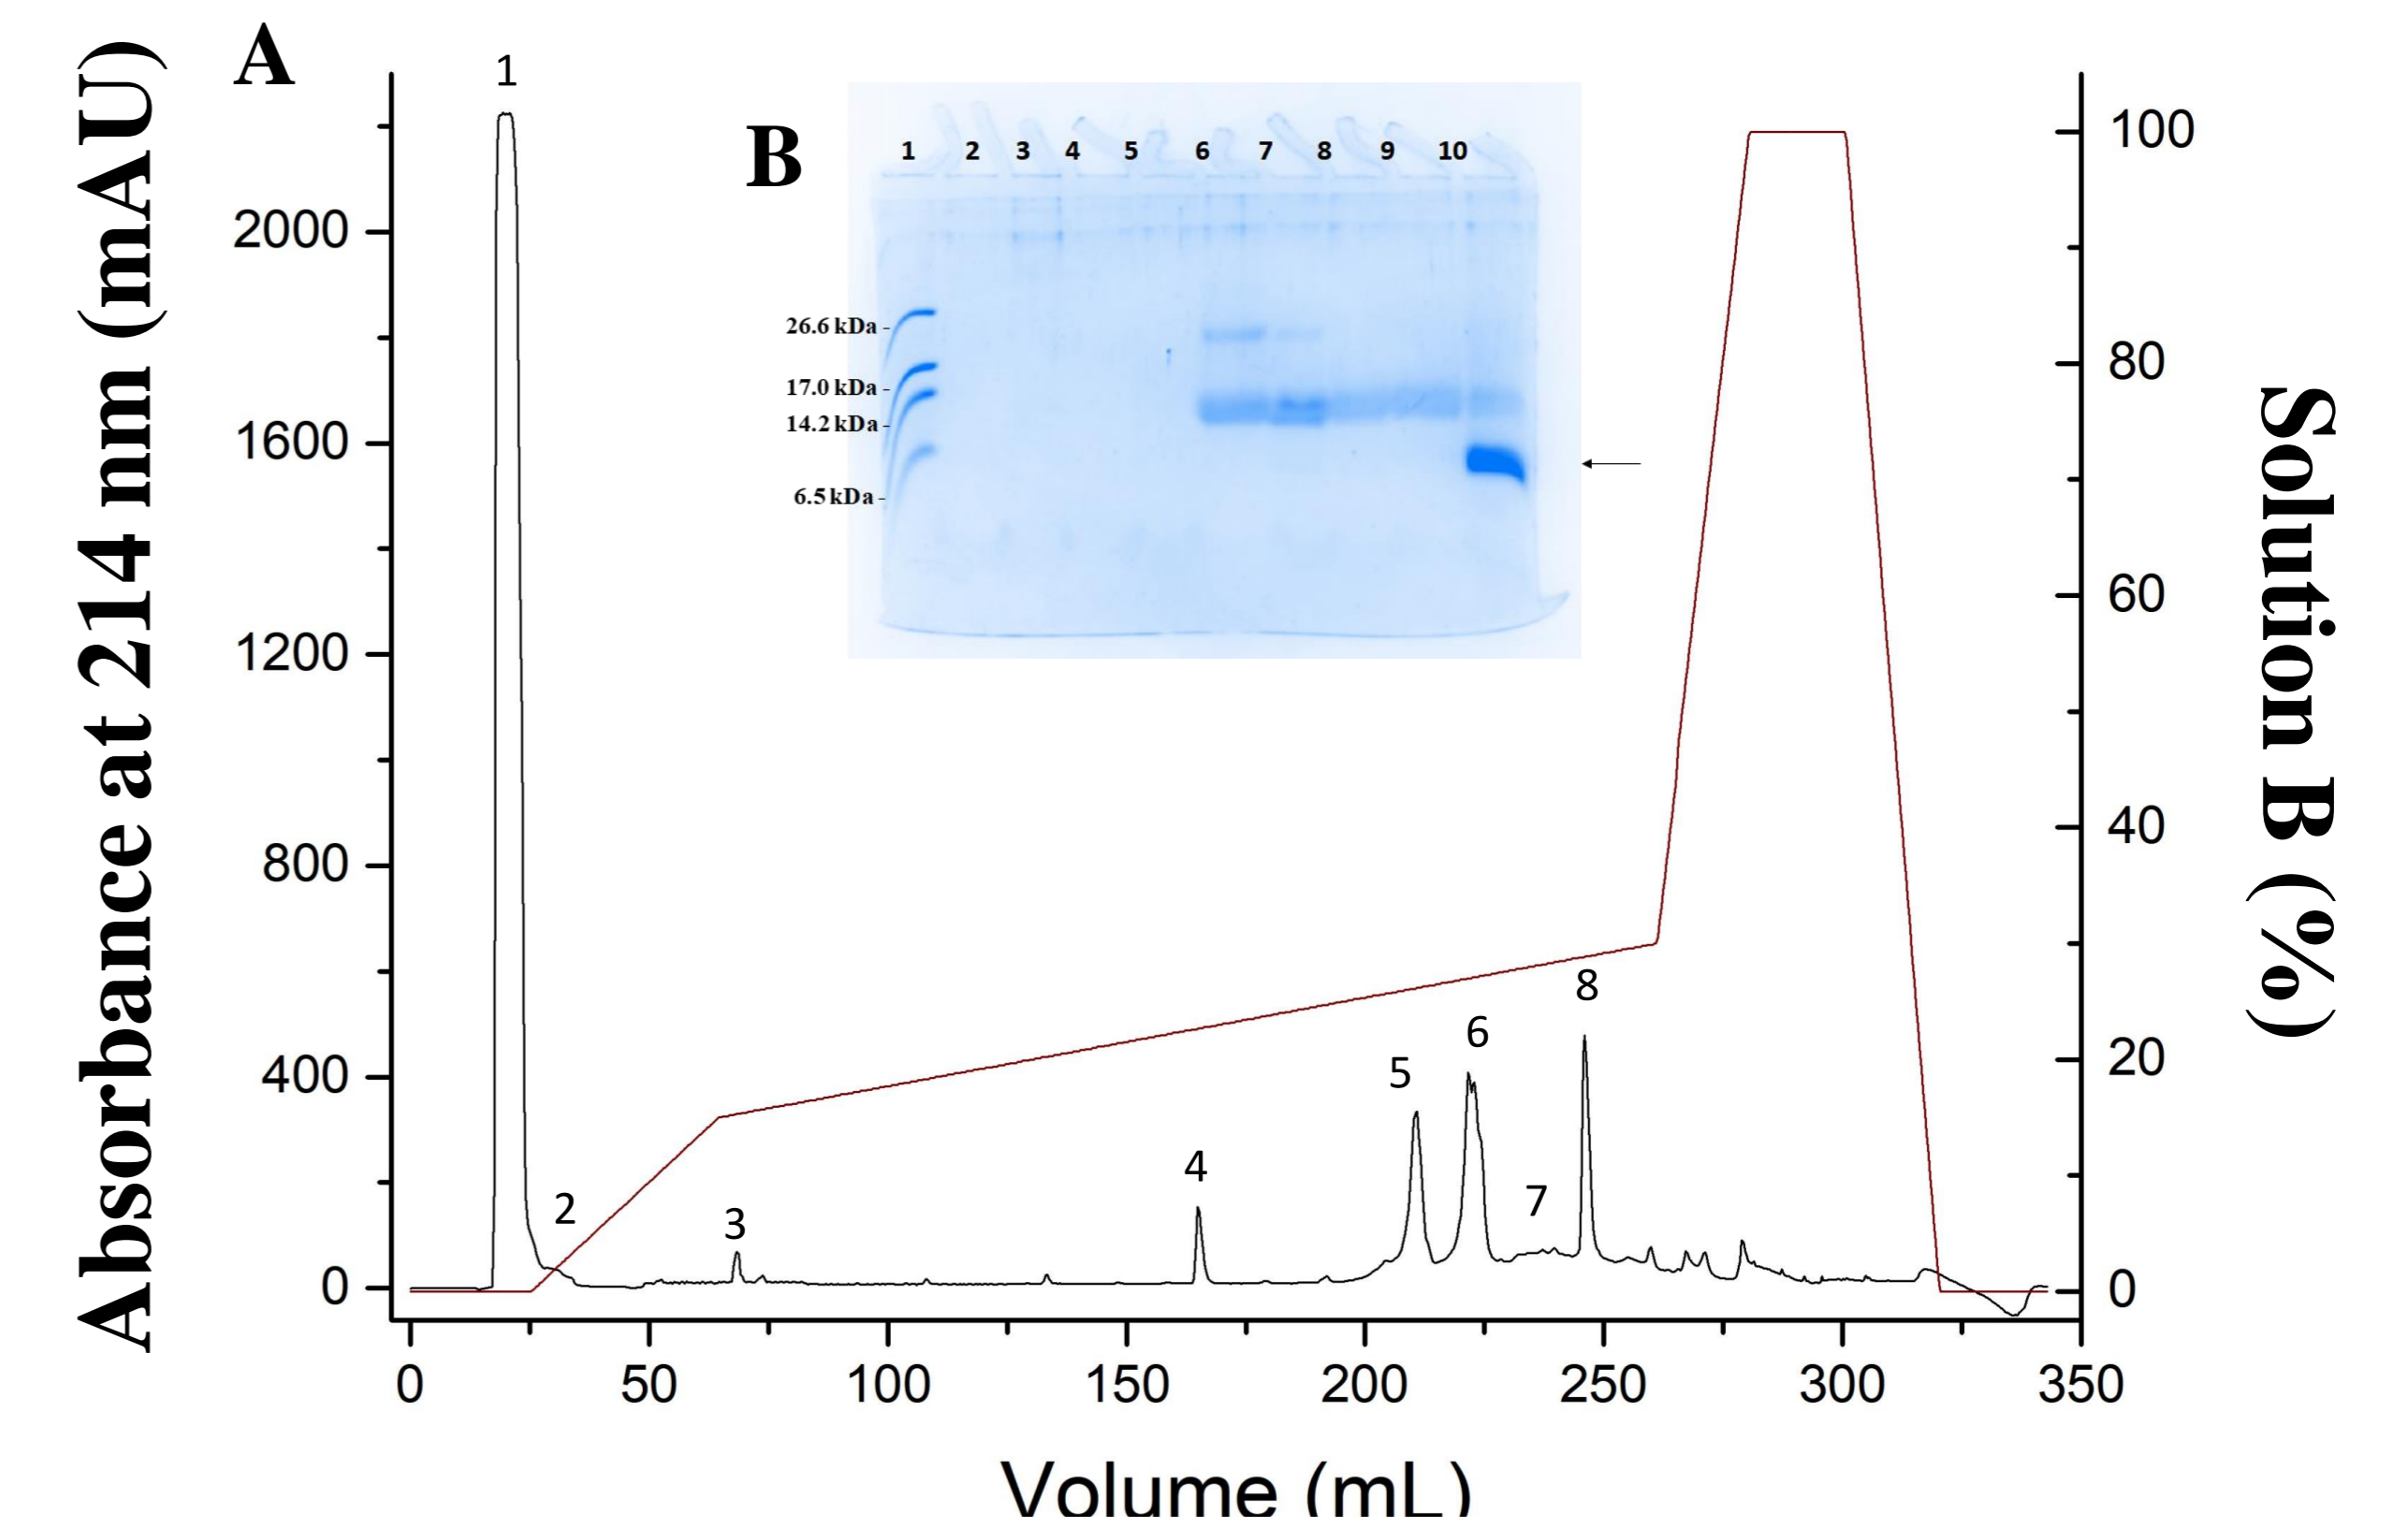 A
1
Absorbance at 214 nm (mAU)
2000
1600
1200
800
400
0
B
1 2 3 4 5 6 7 8 9 10
26.6 kDa -
17.0 kDa -
14.2 kDa -
6.5 kDa -
100
80
60
40
20
0
Solution B (%)
2
3
4
5
6
7
8
0 50 100 150 200 250 300 350
Volume (mL)